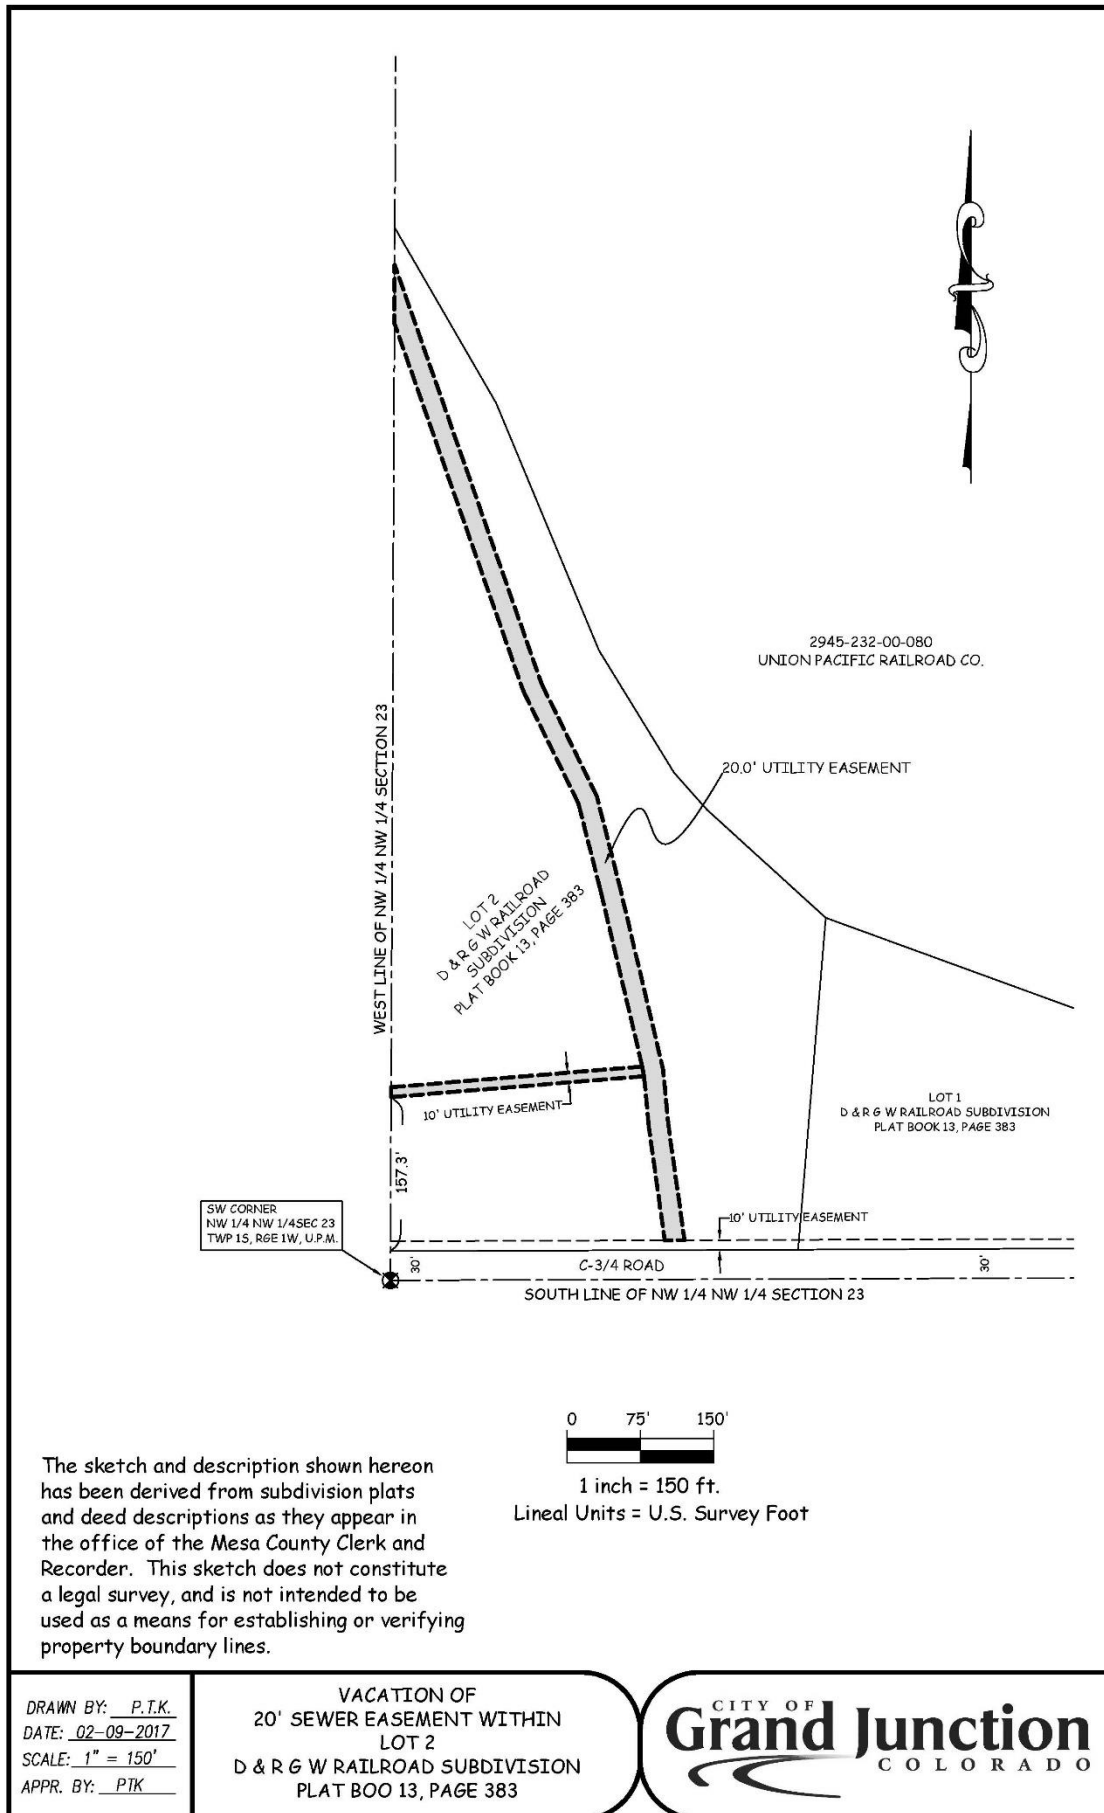 2945-232-00-080
UNION PACIFIC RAILROAD CO.
WEST LINE OF NW 1/4 NW 1/4 SECTION 23
20.0' UTILITY EASEMENT
LOT 2
D & R G W RAILROAD
SUBDIVISION
PLAT BOOK 13, PAGE 383
10' UTILITY EASEMENT
LOT 1
D & R G W RAILROAD SUBDIVISION
PLAT BOOK 13, PAGE 383
157.3'
SW CORNER
NW 1/4 NW 1/4SEC 23
TWP 1S, RGE 1W, U.P.M.
10' UTILITY EASEMENT
30'
C-3/4 ROAD
30'
SOUTH LINE OF NW 1/4 NW 1/4 SECTION 23
0 75' 150'
1 inch = 150 ft.
Lineal Units = U.S. Survey Foot
The sketch and description shown hereon
has been derived from subdivision plats
and deed descriptions as they appear in
the office of the Mesa County Clerk and
Recorder. This sketch does not constitute
a legal survey, and is not intended to be
used as a means for establishing or verifying
property boundary lines.
DRAWN BY: P.T.K.
DATE: 02-09-2017
SCALE: 1" = 150'
APPR. BY: PTK
VACATION OF
20' SEWER EASEMENT WITHIN
LOT 2
D & R G W RAILROAD SUBDIVISION
PLAT BOO 13, PAGE 383
CITY OF
Grand Junction
COLORADO